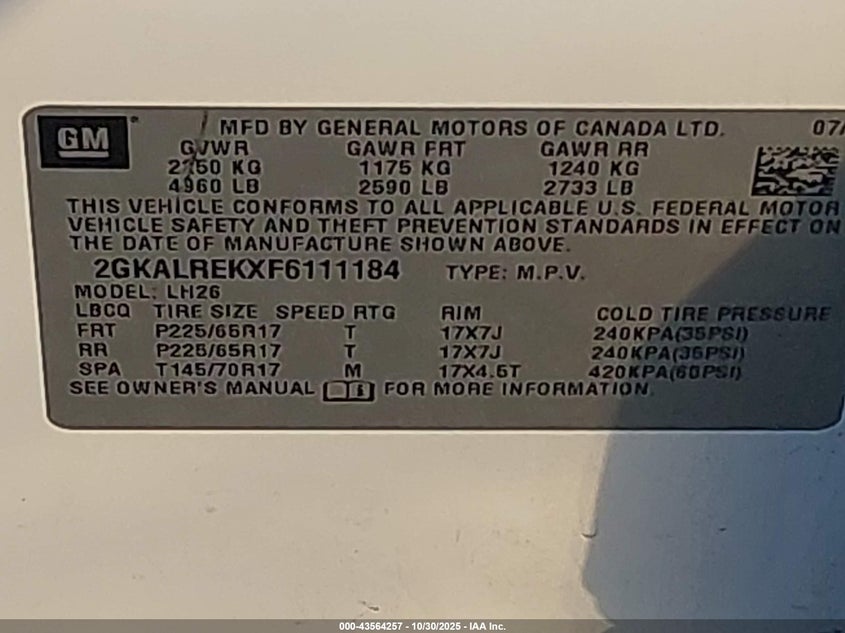 GM ® MFD BY GENERAL MOTORS OF CANADA LTD. 07/
GVWR GAWR FRT GAWR RR
2250 KG 1175 KG 1240 KG
4960 LB 2590 LB 2733 LB
THIS VEHICLE CONFORMS TO ALL APPLICABLE U.S. FEDERAL MOTOR
VEHICLE SAFETY AND THEFT PREVENTION STANDARDS IN EFFECT ON
THE DATE OF MANUFACTURE SHOWN ABOVE.
2GKALREKXF6111184 TYPE: M.P.V.
MODEL: LH26
LBCQ TIRE SIZE SPEED RTG RIM COLD TIRE PRESSURE
FRT P225/65R17 T 17X7J 240KPA(35PSI)
RR P225/65R17 T 17X7J 240KPA(35PSI)
SPA T145/70R17 M 17X4.5T 420KPA(60PSI)
SEE OWNER'S MANUAL FOR MORE INFORMATION.
000-43564257 - 10/30/2025 - IAA Inc.